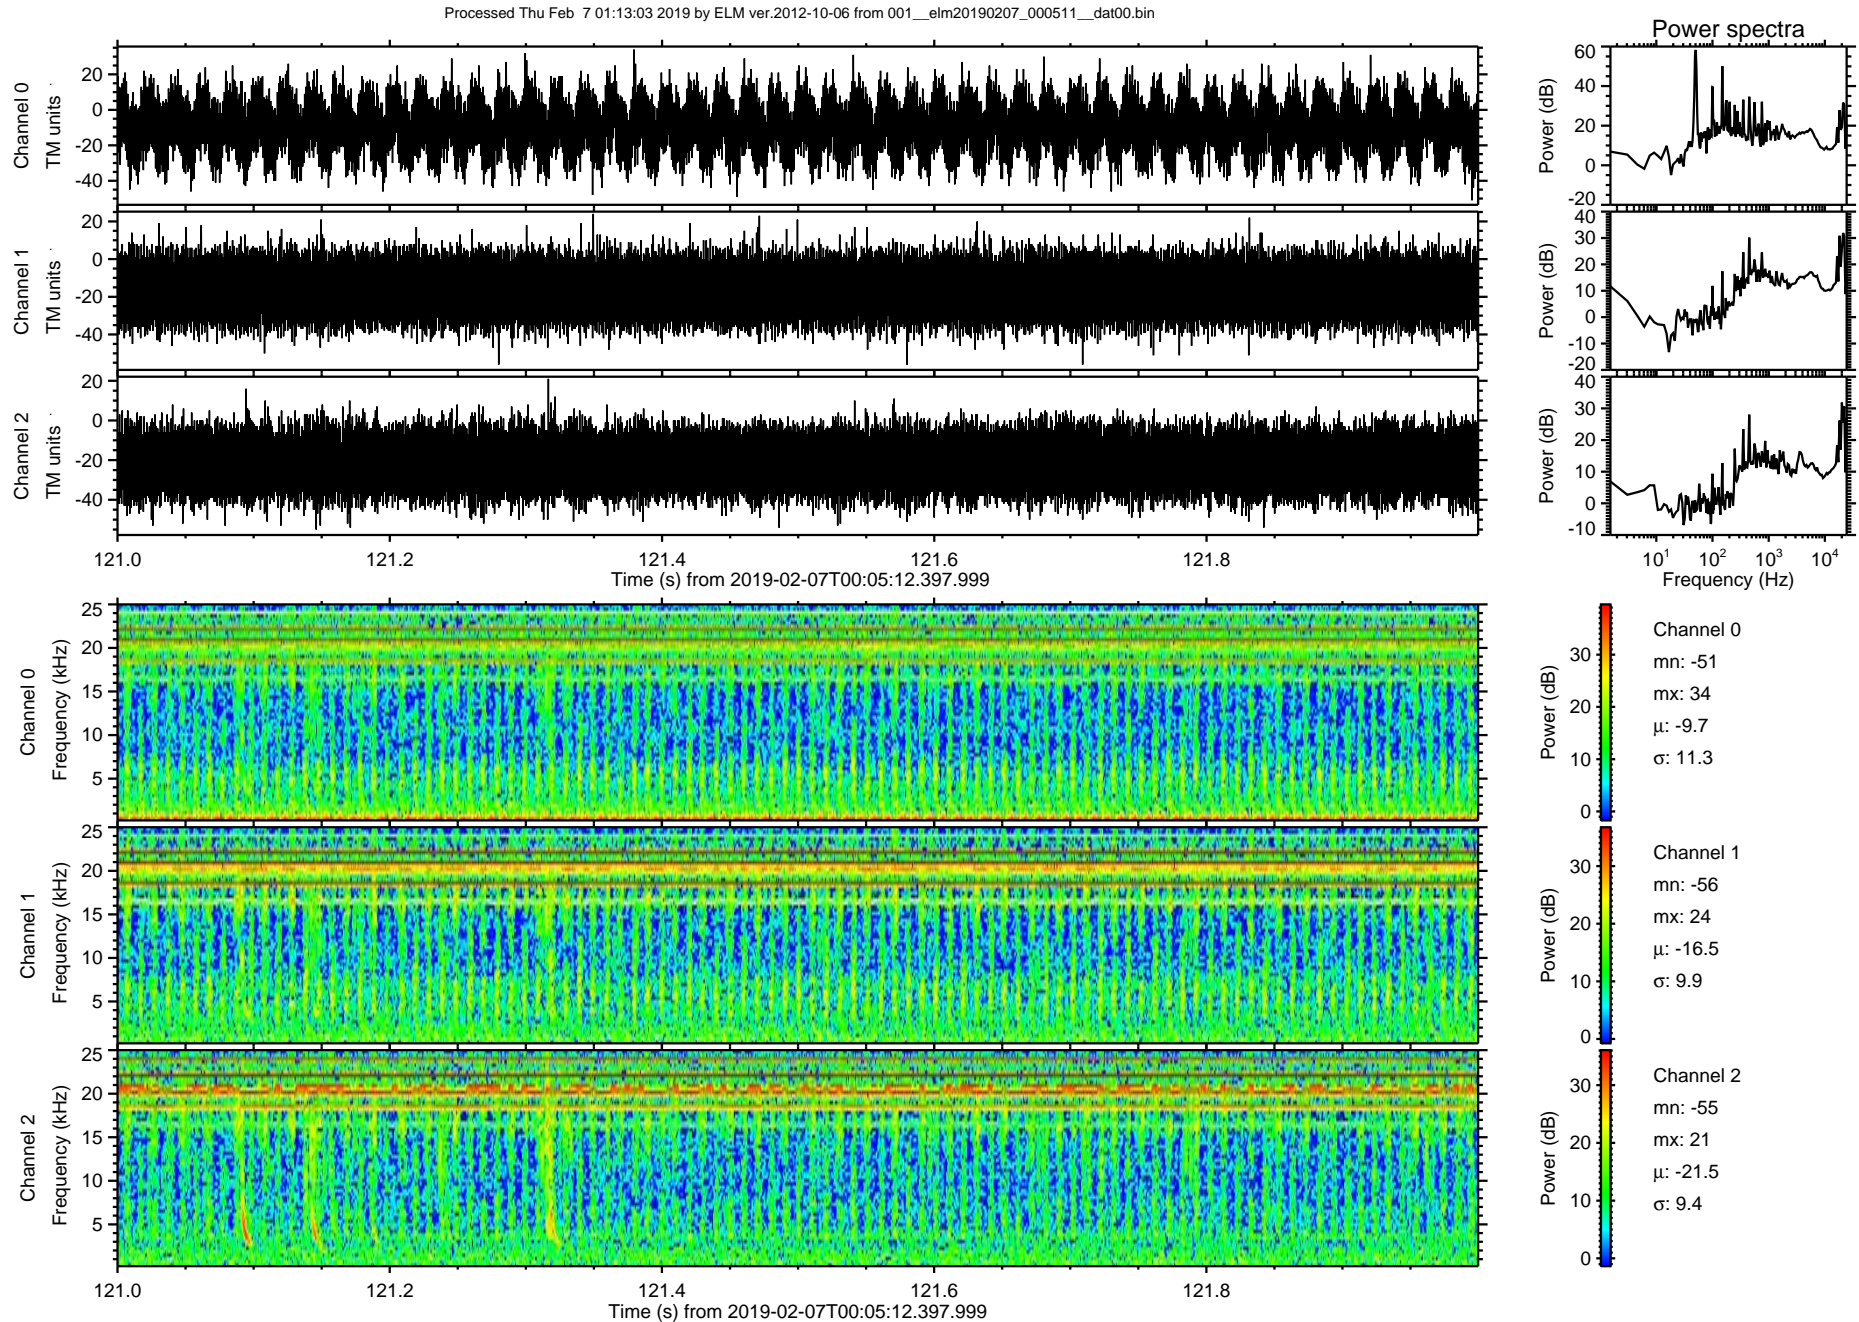 Processed Thu Feb  7 01:13:03 2019 by ELM ver.2012-10-06 from 001__elm20190207_000511__dat00.bin
Power spectra
Channel 0
TM units
20
0
-20
-40
Power (dB)
60
40
20
0
-20
Channel 1
TM units
20
0
-20
-40
Power (dB)
40
30
20
10
0
-10
-20
Channel 2
TM units
20
0
-20
-40
Power (dB)
40
30
20
10
0
-10
121.0 121.2 121.4 121.6 121.8
Time (s) from 2019-02-07T00:05:12.397.999
10^1 10^2 10^3 10^4
Frequency (Hz)
Channel 0
Frequency (kHz)
25
20
15
10
5
Power (dB)
30
20
10
0
Channel 0
mn: -51
mx: 34
μ: -9.7
σ: 11.3
Channel 1
Frequency (kHz)
25
20
15
10
5
Power (dB)
30
20
10
0
Channel 1
mn: -56
mx: 24
μ: -16.5
σ: 9.9
Channel 2
Frequency (kHz)
25
20
15
10
5
Power (dB)
30
20
10
0
Channel 2
mn: -55
mx: 21
μ: -21.5
σ: 9.4
121.0 121.2 121.4 121.6 121.8
Time (s) from 2019-02-07T00:05:12.397.999